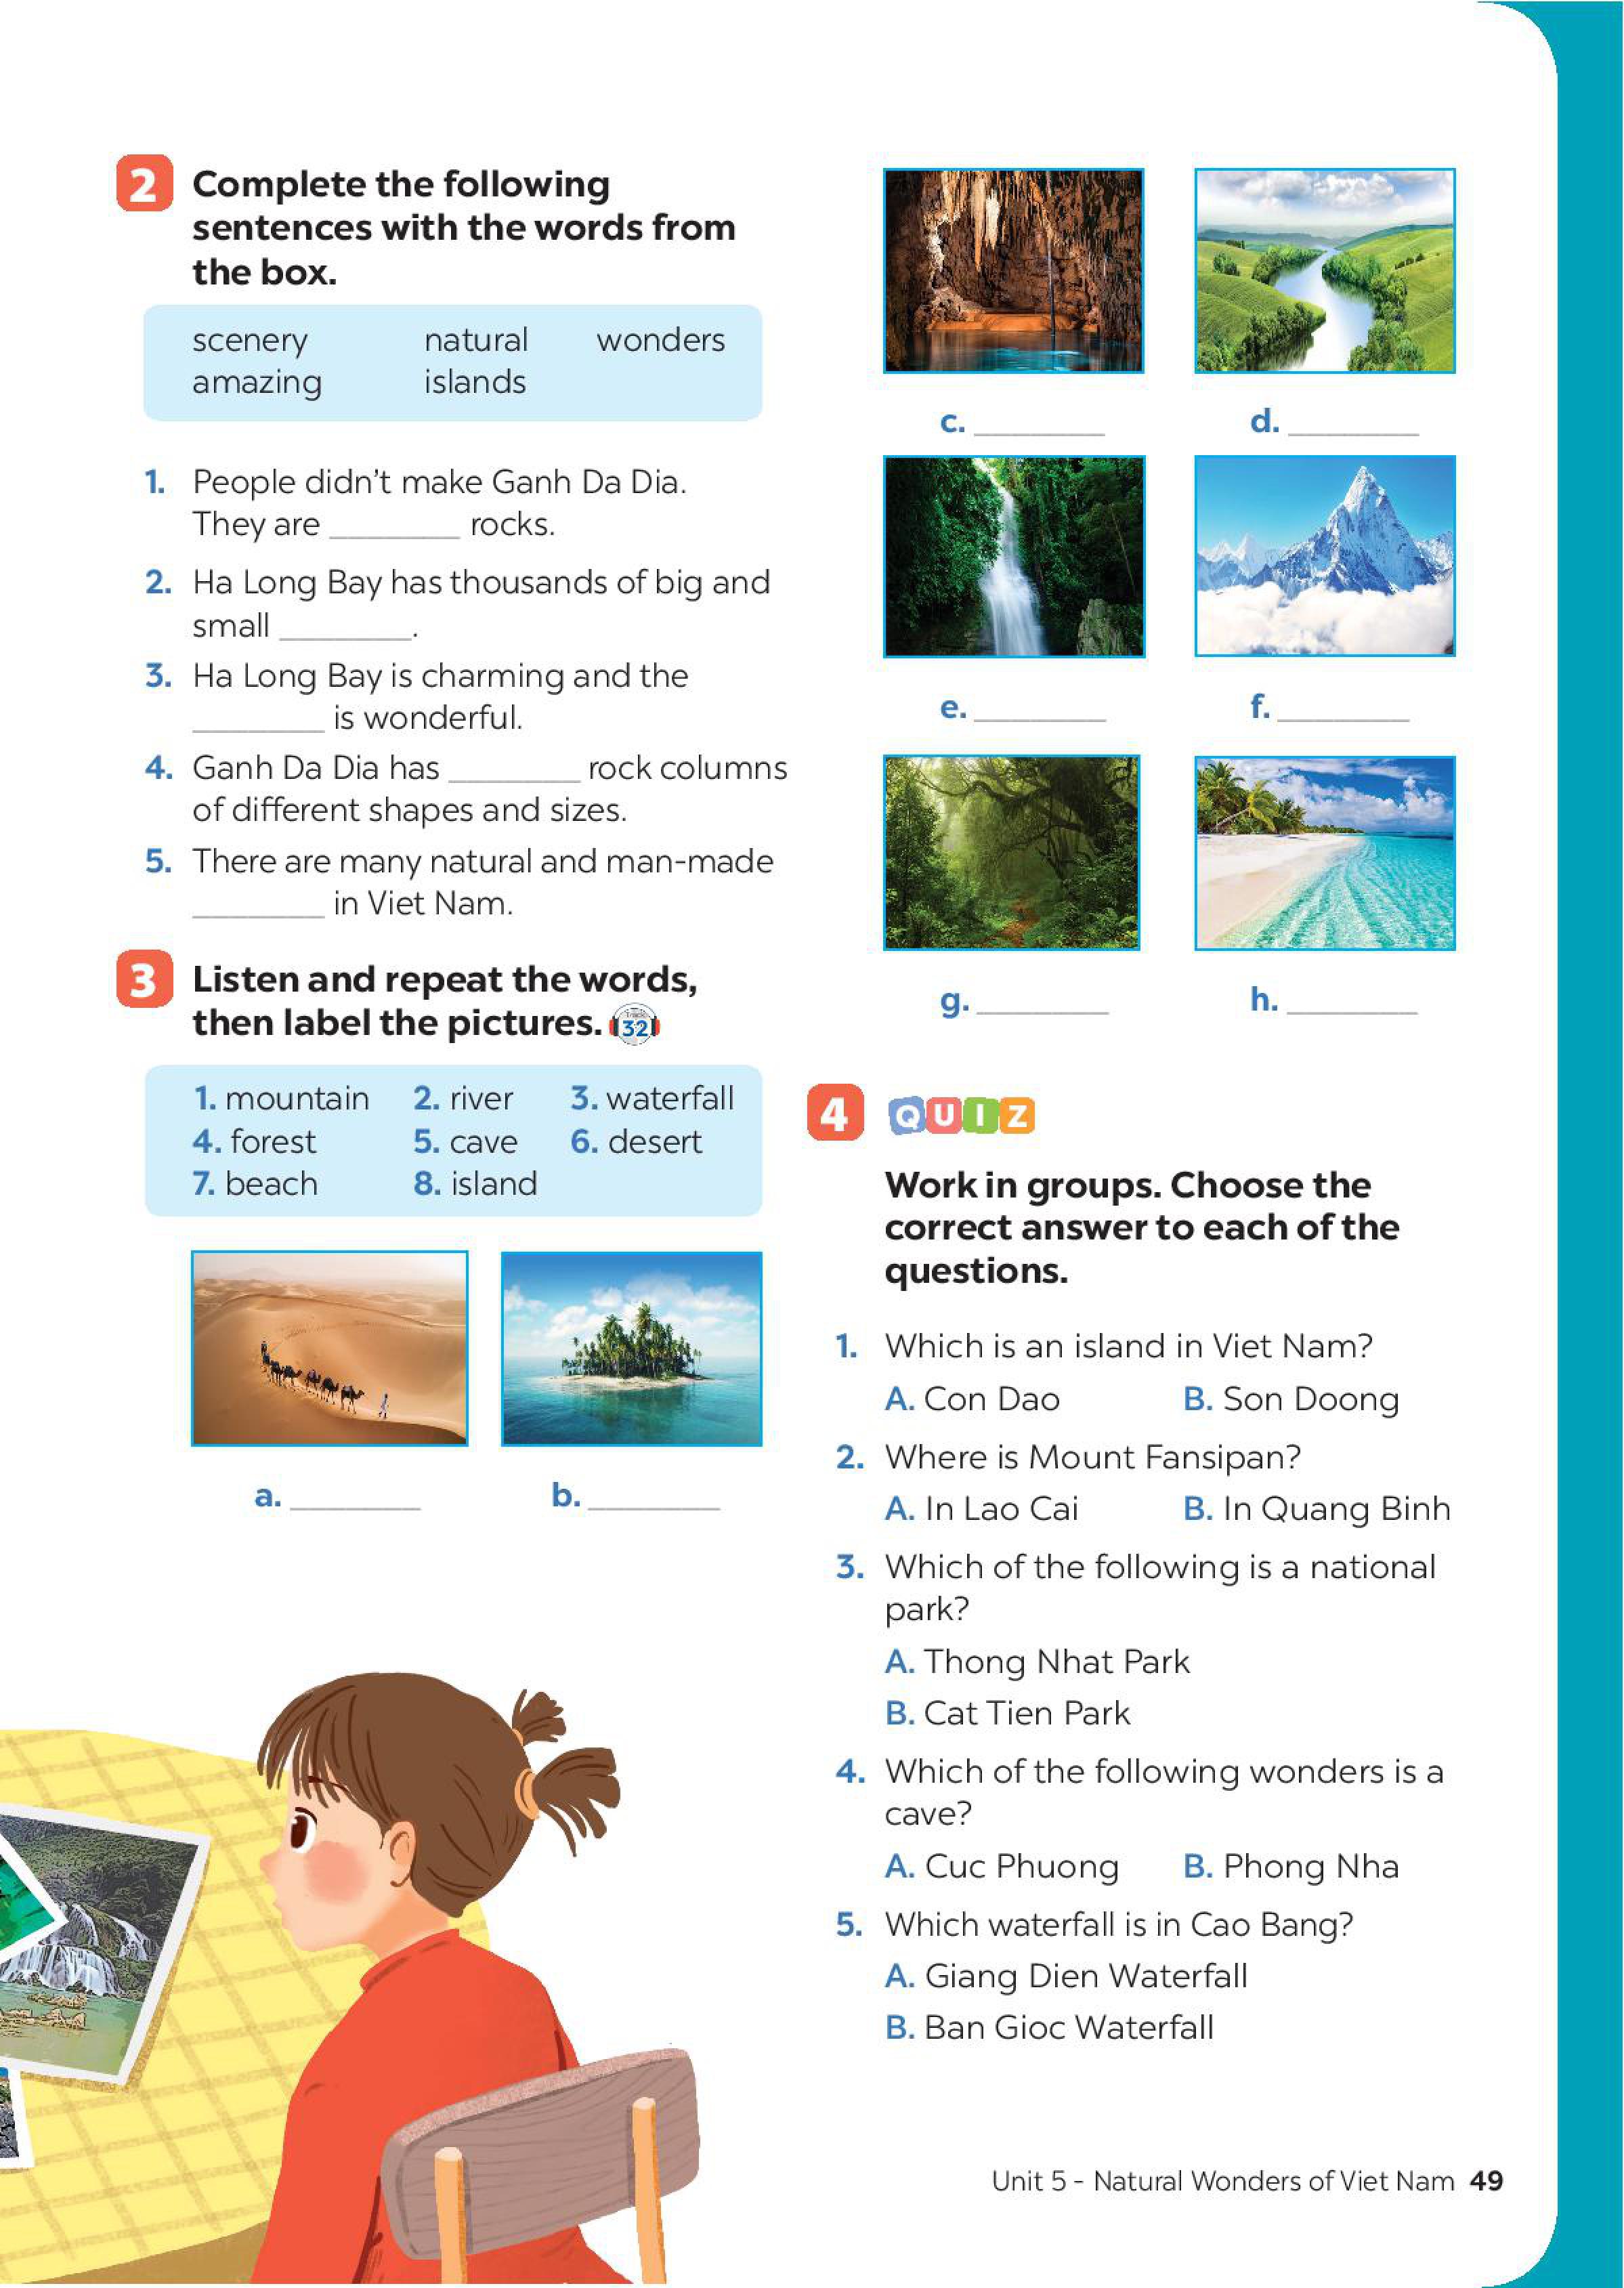 2 Complete the following
sentences with the words from
the box.
scenery natural wonders
amazing islands
1. People didn't make Ganh Da Dia.
They are ________ rocks.
2. Ha Long Bay has thousands of big and
small ________.
3. Ha Long Bay is charming and the
________ is wonderful.
4. Ganh Da Dia has ________ rock columns
of different shapes and sizes.
5. There are many natural and man-made
________ in Viet Nam.
3 Listen and repeat the words,
then label the pictures. 32
1. mountain 2. river 3. waterfall
4. forest 5. cave 6. desert
7. beach 8. island
a. ________ b. ________
c. ________ d. ________
e. ________ f. ________
g. ________ h. ________
4 QUIZ
Work in groups. Choose the
correct answer to each of the
questions.
1. Which is an island in Viet Nam?
A. Con Dao B. Son Doong
2. Where is Mount Fansipan?
A. In Lao Cai B. In Quang Binh
3. Which of the following is a national
park?
A. Thong Nhat Park
B. Cat Tien Park
4. Which of the following wonders is a
cave?
A. Cuc Phuong B. Phong Nha
5. Which waterfall is in Cao Bang?
A. Giang Dien Waterfall
B. Ban Gioc Waterfall
Unit 5 - Natural Wonders of Viet Nam 49